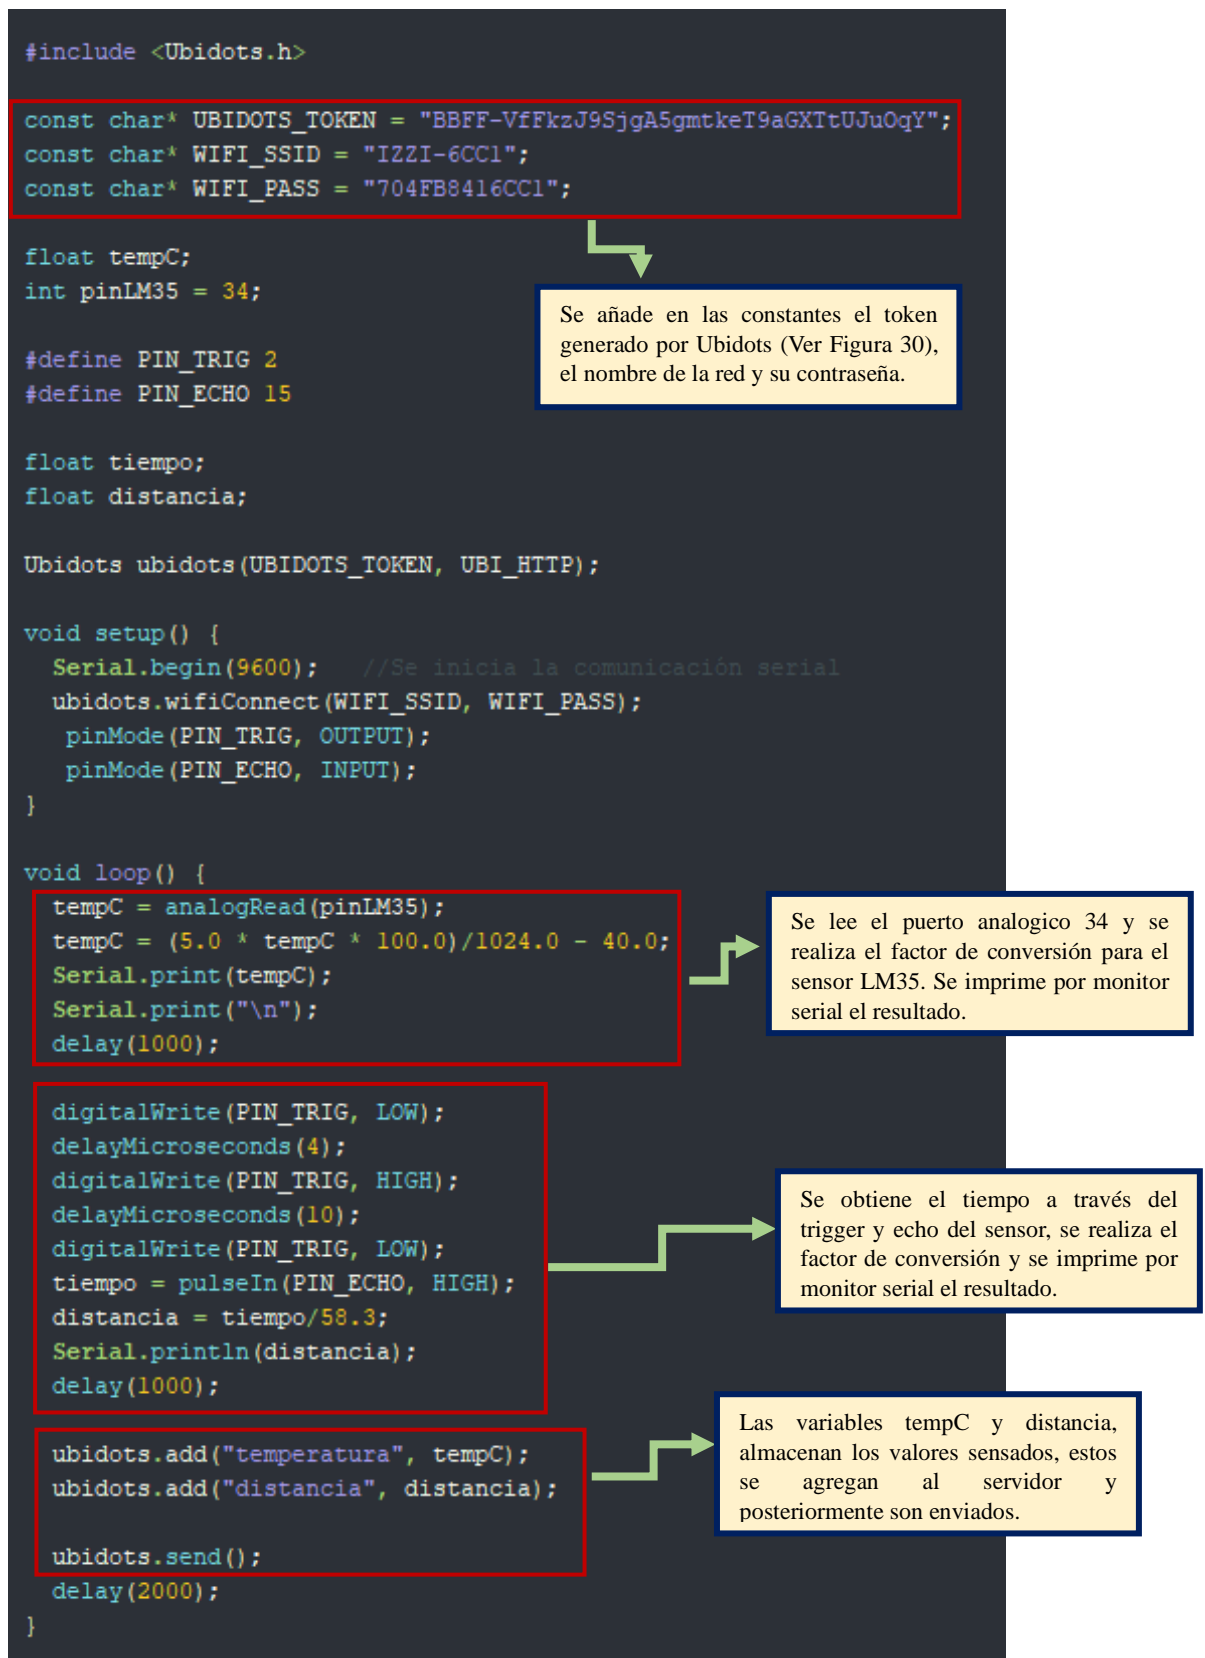 #include <Ubidots.h>
const char* UBIDOTS_TOKEN = "BBFF-VfFkzJ9SjgA5gmtkeT9aGXTtUJuOqY";
const char* WIFI_SSID = "IZZI-6CC1";
const char* WIFI_PASS = "704FB8416CC1";
float tempC;
int pinLM35 = 34;
Se añade en las constantes el token
generado por Ubidots (Ver Figura 30),
el nombre de la red y su contraseña.
#define PIN_TRIG 2
#define PIN_ECHO 15
float tiempo;
float distancia;
Ubidots ubidots(UBIDOTS_TOKEN, UBI_HTTP);
void setup() {
Serial.begin(9600);   //Se inicia la comunicación serial
ubidots.wifiConnect(WIFI_SSID, WIFI_PASS);
pinMode(PIN_TRIG, OUTPUT);
pinMode(PIN_ECHO, INPUT);
}
void loop() {
tempC = analogRead(pinLM35);
tempC = (5.0 * tempC * 100.0)/1024.0 - 40.0;
Serial.print(tempC);
Serial.print("\n");
delay(1000);
Se lee el puerto analogico 34 y se
realiza el factor de conversión para el
sensor LM35. Se imprime por monitor
serial el resultado.
digitalWrite(PIN_TRIG, LOW);
delayMicroseconds(4);
digitalWrite(PIN_TRIG, HIGH);
delayMicroseconds(10);
digitalWrite(PIN_TRIG, LOW);
tiempo = pulseIn(PIN_ECHO, HIGH);
distancia = tiempo/58.3;
Serial.println(distancia);
delay(1000);
Se obtiene el tiempo a través del
trigger y echo del sensor, se realiza el
factor de conversión y se imprime por
monitor serial el resultado.
ubidots.add("temperatura", tempC);
ubidots.add("distancia", distancia);
ubidots.send();
Las variables tempC y distancia,
almacenan los valores sensados, estos
se agregan al servidor y
posteriormente son enviados.
delay(2000);
}